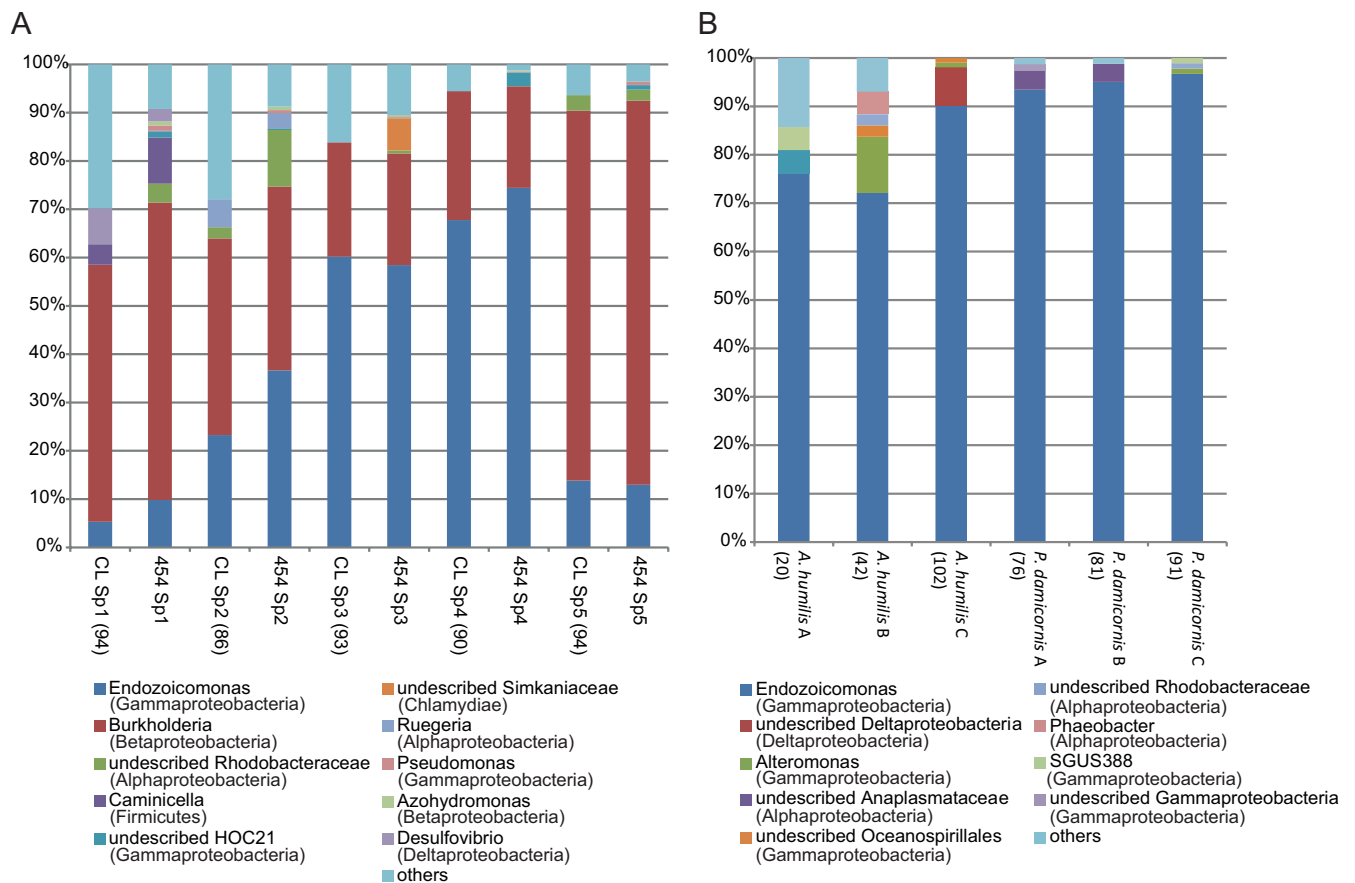 A
100%
90%
80%
70%
60%
50%
40%
30%
20%
10%
0%
CL Sp1 (94)
454 Sp1
CL Sp2 (86)
454 Sp2
CL Sp3 (93)
454 Sp3
CL Sp4 (90)
454 Sp4
CL Sp5 (94)
454 Sp5
Endozoicomonas
(Gammaproteobacteria)
Burkholderia
(Betaproteobacteria)
undescribed Rhodobacteraceae
(Alphaproteobacteria)
Caminicella
(Firmicutes)
undescribed HOC21
(Gammaproteobacteria)
undescribed Simkaniaceae
(Chlamydiae)
Ruegeria
(Alphaproteobacteria)
Pseudomonas
(Gammaproteobacteria)
Azohydromonas
(Betaproteobacteria)
Desulfovibrio
(Deltaproteobacteria)
others
B
100%
90%
80%
70%
60%
50%
40%
30%
20%
10%
0%
A. humilis A
(20)
A. humilis B
(42)
A. humilis C
(102)
P. damicornis A
(76)
P. damicornis B
(81)
P. damicornis C
(91)
Endozoicomonas
(Gammaproteobacteria)
undescribed Deltaproteobacteria
(Deltaproteobacteria)
Alteromonas
(Gammaproteobacteria)
undescribed Anaplasmataceae
(Alphaproteobacteria)
undescribed Oceanospirillales
(Gammaproteobacteria)
undescribed Rhodobacteraceae
(Alphaproteobacteria)
Phaeobacter
(Alphaproteobacteria)
SGUS388
(Gammaproteobacteria)
undescribed Gammaproteobacteria
(Gammaproteobacteria)
others